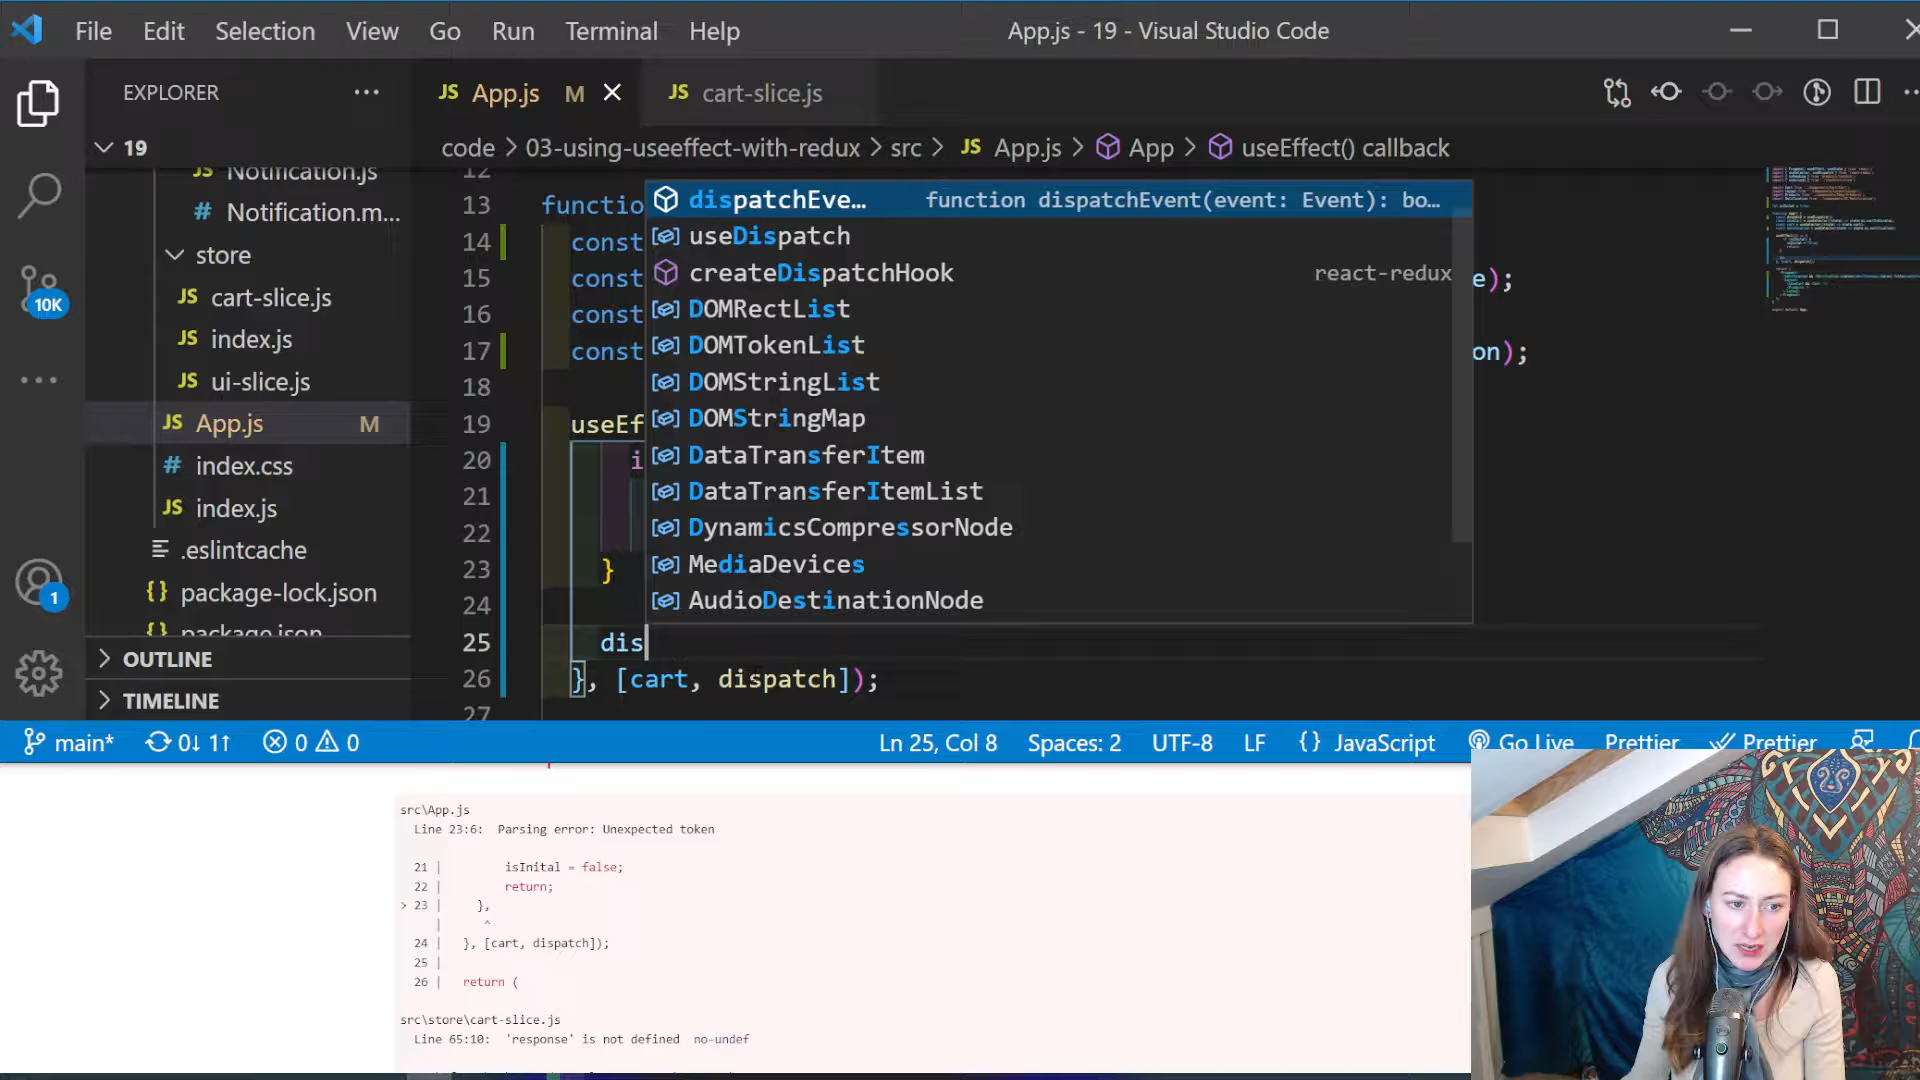 File Edit Selection View Go Run Terminal Help App.js - 19 - Visual Studio Code
EXPLORER ···
JS App.js M
JS cart-slice.js
19
code > 03-using-useeffect-with-redux > src > JS App.js > App > useEffect() callback
JS Notification.js
# Notification.m...
store
JS cart-slice.js
JS index.js
JS ui-slice.js
JS App.js M
# index.css
JS index.js
.eslintcache
{} package-lock.json
{} package.json
OUTLINE
TIMELINE
10K
1
12
13 functio
14 const
15 const e);
16 const
17 const on);
18
19 useEf
20 i
21
22
23 }
24
25 dis
26 }, [cart, dispatch]);
27
dispatchEve... function dispatchEvent(event: Event): bo...
useDispatch
createDispatchHook react-redux
DOMRectList
DOMTokenList
DOMStringList
DOMStringMap
DataTransferItem
DataTransferItemList
DynamicsCompressorNode
MediaDevices
AudioDestinationNode
main* 0↓ 1↑ 0 0 Ln 25, Col 8 Spaces: 2 UTF-8 LF {} JavaScript Go Live Prettier Prettier
src\App.js
Line 23:6: Parsing error: Unexpected token
21 | isInital = false;
22 | return;
> 23 | },
| ^
24 | }, [cart, dispatch]);
25 |
26 | return (
src\store\cart-slice.js
Line 65:10: 'response' is not defined no-undef